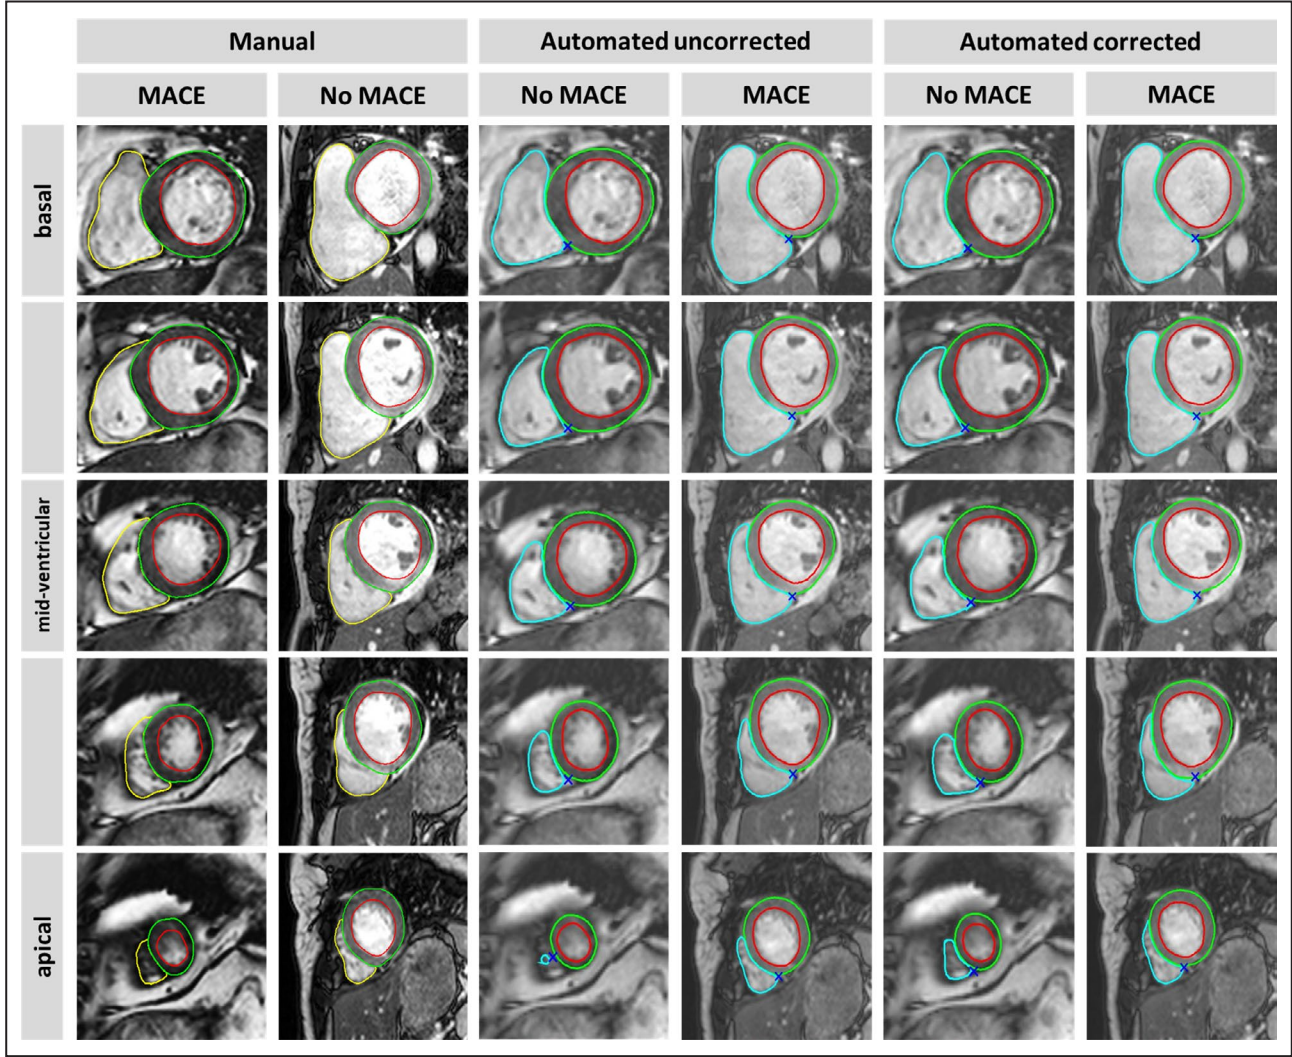 Manual Automated uncorrected Automated corrected
MACE No MACE No MACE MACE No MACE MACE
basal
mid-ventricular
apical